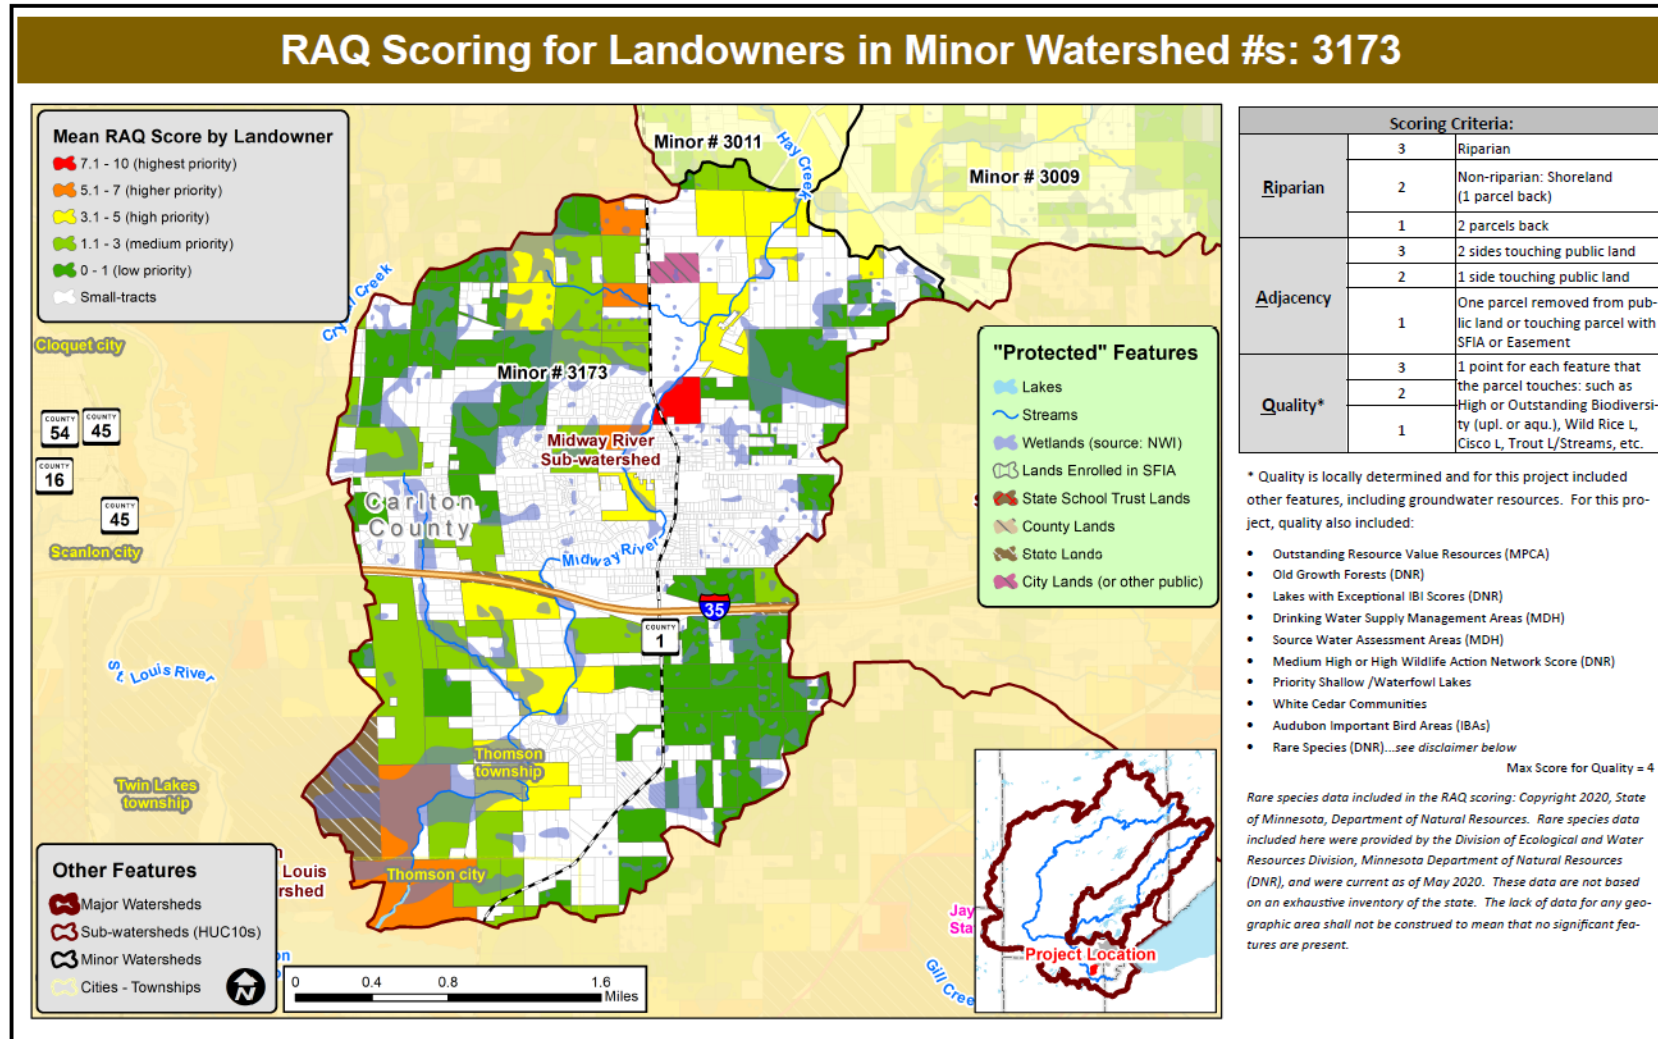 RAQ Scoring for Landowners in Minor Watershed #s: 3173
Mean RAQ Score by Landowner
7.1 - 10 (highest priority)
5.1 - 7 (higher priority)
3.1 - 5 (high priority)
1.1 - 3 (medium priority)
0 - 1 (low priority)
Small-tracts
Minor # 3011
Hay Creek
Minor # 3009
Creek
Cloquet city
Minor # 3173
COUNTY
54
COUNTY
45
COUNTY
16
COUNTY
45
Scanlon city
Midway River
Sub-watershed
Carlton
County
Midway River
35
COUNTY
1
St. Louis River
Twin Lakes
township
Thomson
township
Thomson city
Louis
Jay
Sta
"Protected" Features
Lakes
Streams
Wetlands (source: NWI)
Lands Enrolled in SFIA
State School Trust Lands
County Lands
State Lands
City Lands (or other public)
Other Features
Major Watersheds
Sub-watersheds (HUC10s)
Minor Watersheds
Cities - Townships
N
0 0.4 0.8 1.6
Miles
Project Location
Scoring Criteria:
Riparian
3 Riparian
2 Non-riparian: Shoreland
(1 parcel back)
1 2 parcels back
Adjacency
3 2 sides touching public land
2 1 side touching public land
1 One parcel removed from pub-
lic land or touching parcel with
SFIA or Easement
Quality*
3 1 point for each feature that
2 the parcel touches: such as
High or Outstanding Biodiversi-
1 ty (upl. or aqu.), Wild Rice L,
Cisco L, Trout L/Streams, etc.
* Quality is locally determined and for this project included
other features, including groundwater resources. For this pro-
ject, quality also included:
• Outstanding Resource Value Resources (MPCA)
• Old Growth Forests (DNR)
• Lakes with Exceptional IBI Scores (DNR)
• Drinking Water Supply Management Areas (MDH)
• Source Water Assessment Areas (MDH)
• Medium High or High Wildlife Action Network Score (DNR)
• Priority Shallow /Waterfowl Lakes
• White Cedar Communities
• Audubon Important Bird Areas (IBAs)
• Rare Species (DNR)...see disclaimer below
Max Score for Quality = 4
Rare species data included in the RAQ scoring: Copyright 2020, State
of Minnesota, Department of Natural Resources. Rare species data
included here were provided by the Division of Ecological and Water
Resources Division, Minnesota Department of Natural Resources
(DNR), and were current as of May 2020. These data are not based
on an exhaustive inventory of the state. The lack of data for any geo-
graphic area shall not be construed to mean that no significant fea-
tures are present.